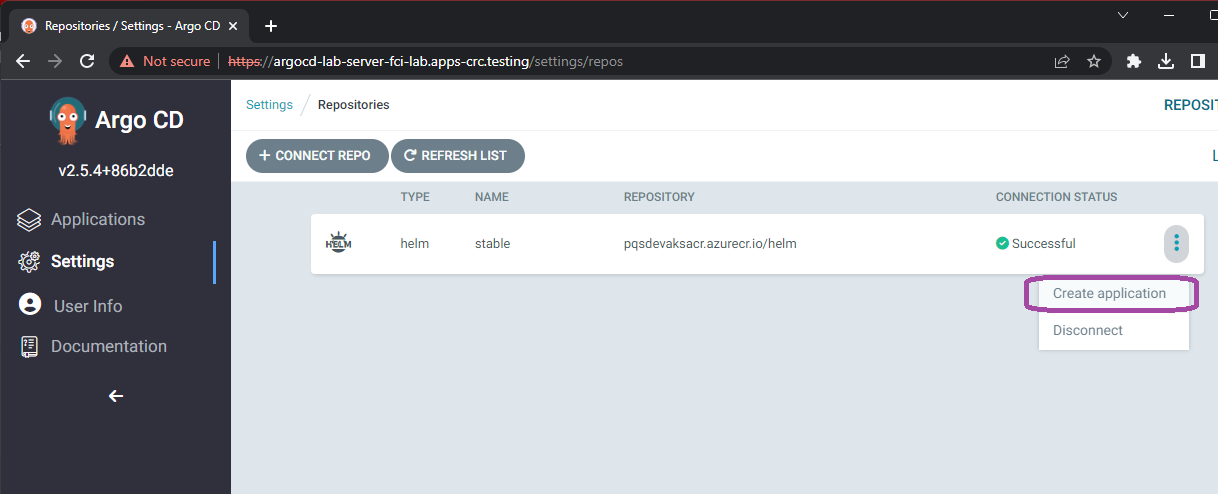 Repositories / Settings - Argo CD
Not secure https://argocd-lab-server-fci-lab.apps-crc.testing/settings/repos
Argo CD
v2.5.4+86b2dde
Applications
Settings
User Info
Documentation
Settings / Repositories
REPOSIT
+ CONNECT REPO REFRESH LIST
L
TYPE NAME REPOSITORY CONNECTION STATUS
HELM helm stable pqsdevaksacr.azurecr.io/helm Successful
Create application
Disconnect